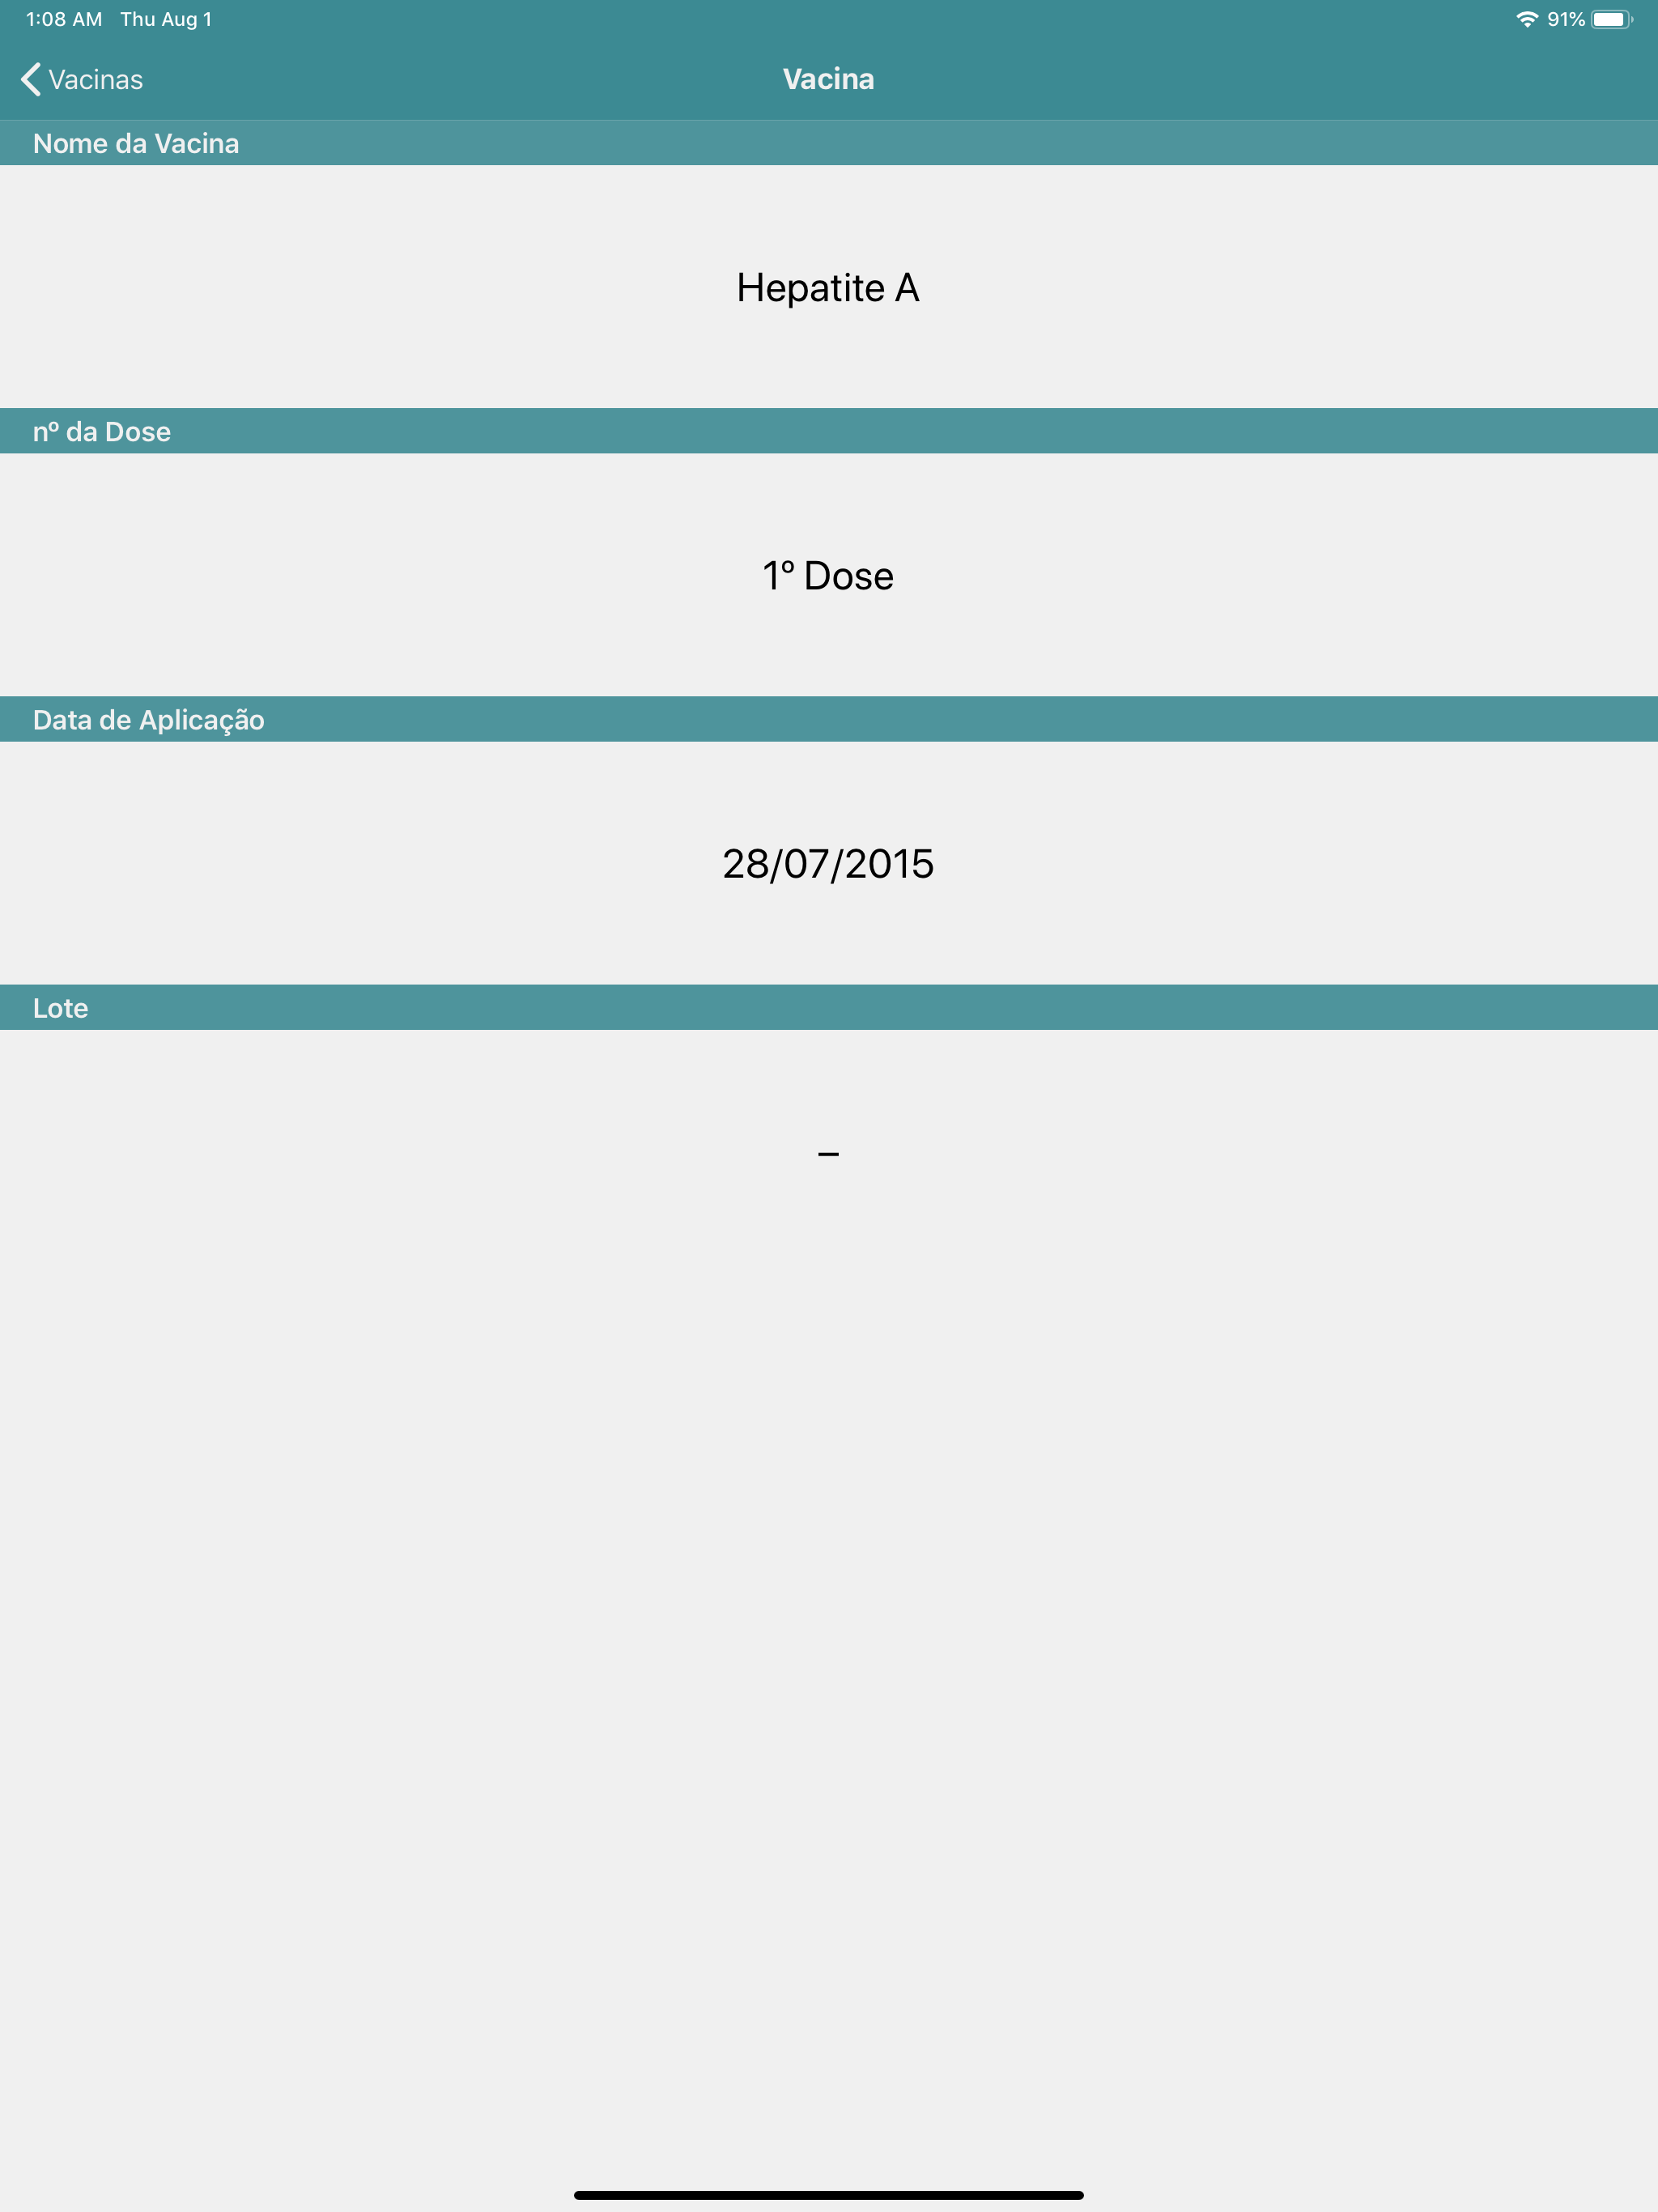 1:08 AM Thu Aug 1 91%
Vacinas Vacina
Nome da Vacina
Hepatite A
nº da Dose
1º Dose
Data de Aplicação
28/07/2015
Lote
–